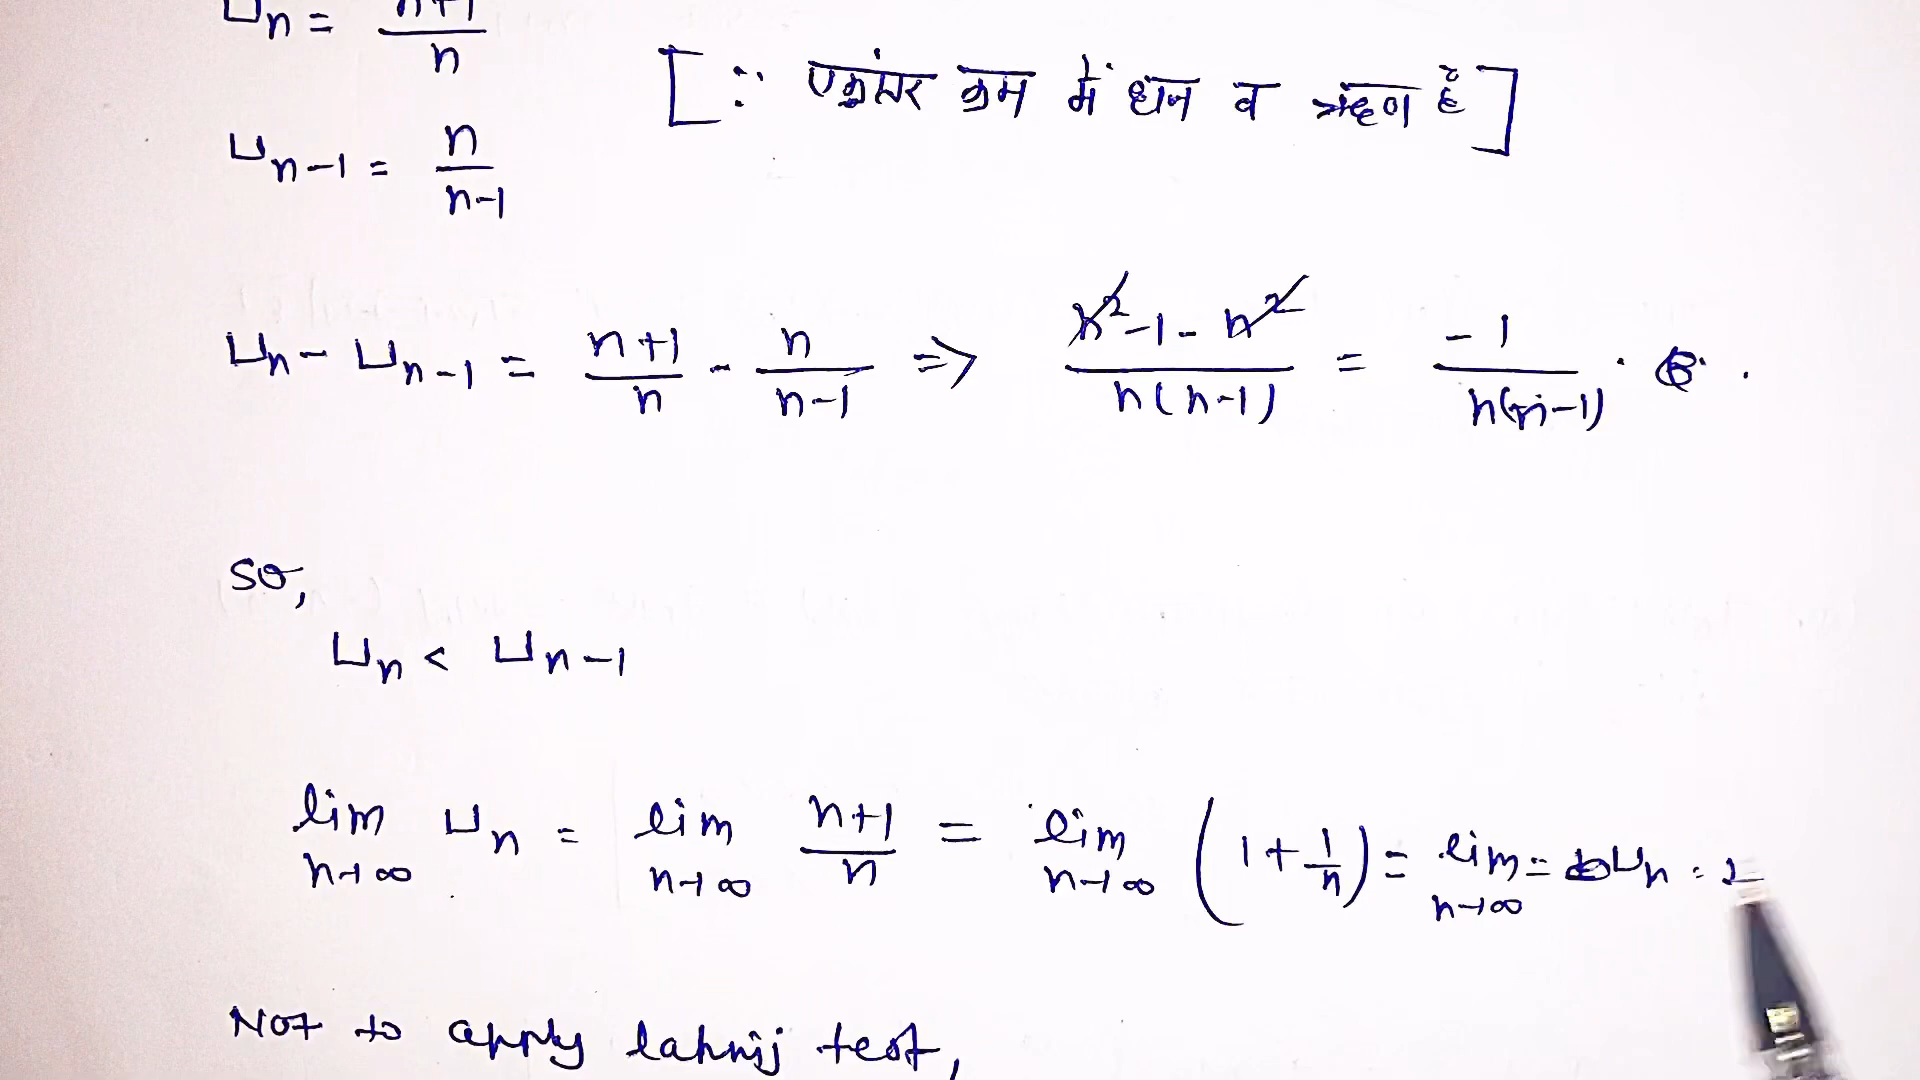 Un = n+1/n
[∵ एकांतर क्रम में धन व ऋण है]
Un-1 = n/n-1
Un - Un-1 = n+1/n - n/n-1 => n²-1-n²/n(n-1) = -1/n(n-1)
so,
Un < Un-1
lim n→∞ Un = lim n→∞ n+1/n = lim n→∞ (1+1/n) = lim n→∞ = Un =
Not to apply test,